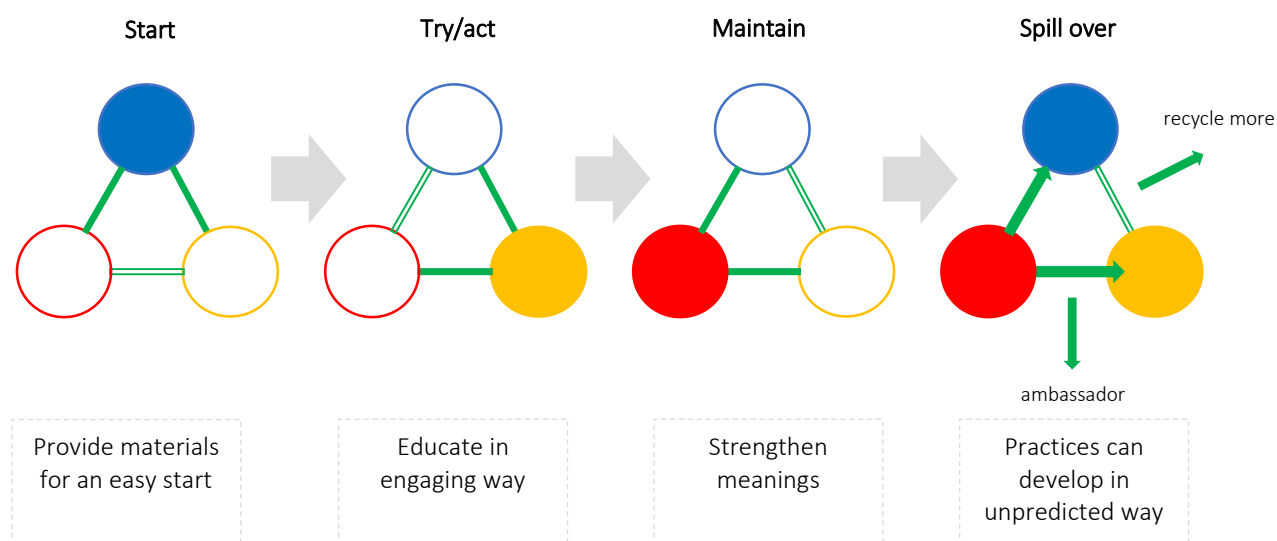 Start
Try/act
Maintain
Spill over
recycle more
ambassador
Provide materials
for an easy start
Educate in
engaging way
Strengthen
meanings
Practices can
develop in
unpredicted way